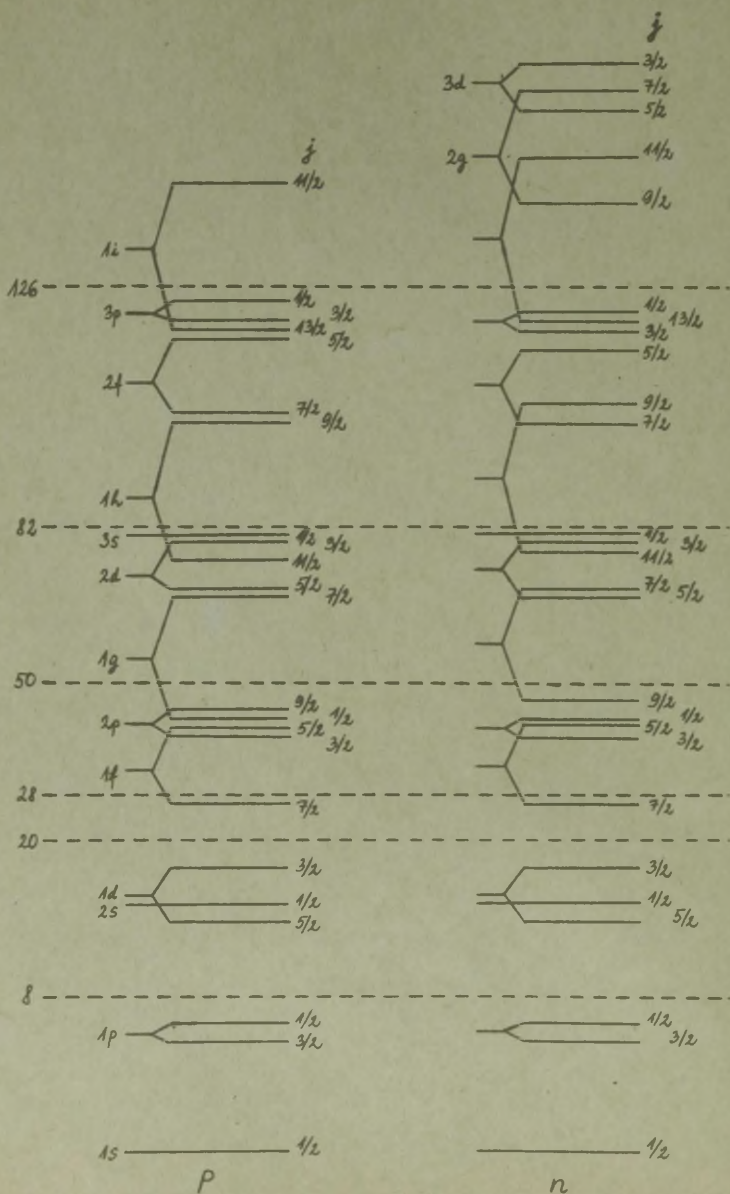 j
3d 3/2
7/2
5/2
j
11/2 2g 11/2
9/2
1i
126
3p 1/2 3/2 1/2 13/2
13/2 3/2
5/2 5/2
2f
7/2 9/2 9/2
7/2
1h
82
3s 1/2 3/2 1/2 3/2
11/2 11/2
2d 5/2 7/2
7/2 5/2
1g
50
9/2 9/2
2p 1/2 1/2
5/2 5/2
3/2 3/2
1f
28
7/2 7/2
20
3/2 3/2
1d
2s 1/2 1/2
5/2 5/2
8
1/2 1/2
1p 3/2 3/2
1s 1/2 1/2
p n